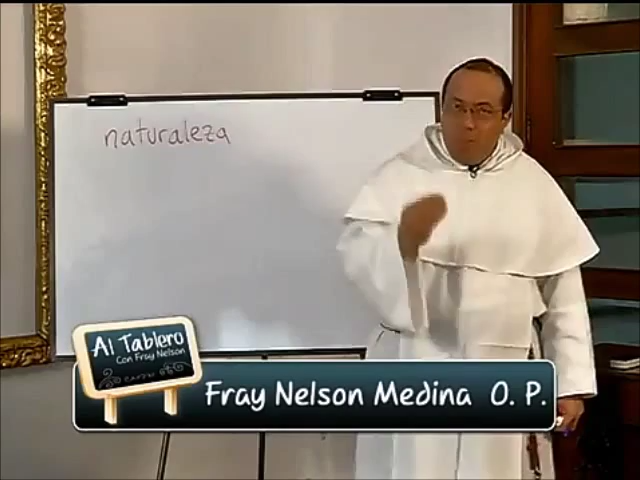 naturaleza
Al Tablero
Con Fray Nelson
Fray Nelson Medina O. P.